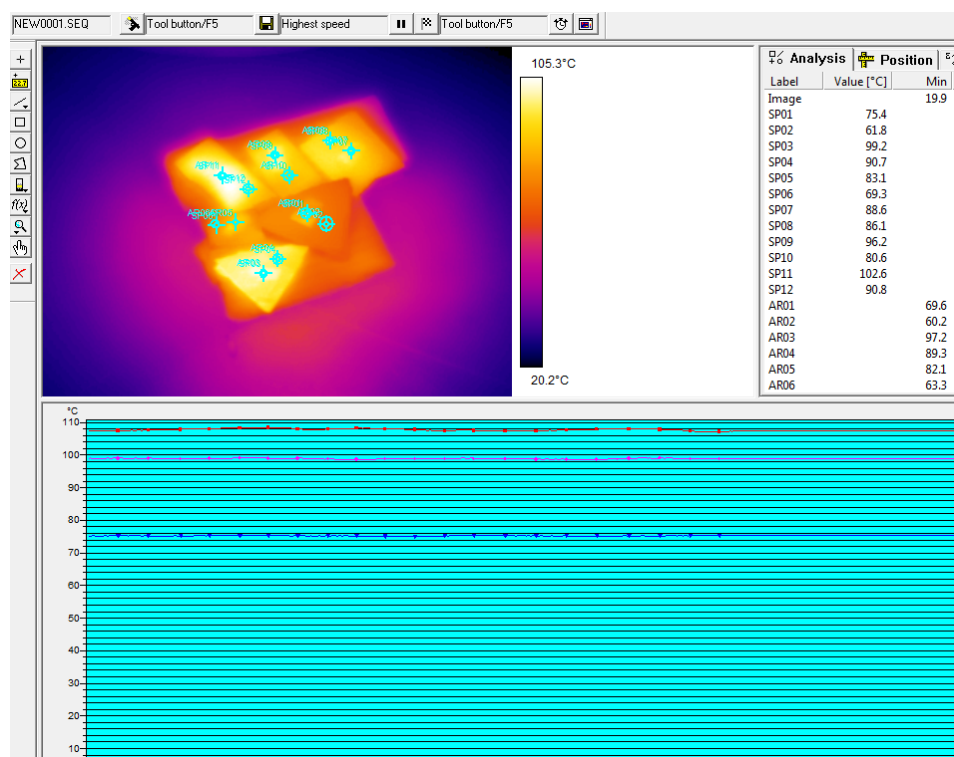 NEW0001.SEQ Tool button/F5 Highest speed Tool button/F5
105.3°C
20.2°C
Analysis Position
Label Value [°C] Min
Image 19.9
SP01 75.4
SP02 61.8
SP03 99.2
SP04 90.7
SP05 83.1
SP06 69.3
SP07 88.6
SP08 86.1
SP09 96.2
SP10 80.6
SP11 102.6
SP12 90.8
AR01 69.6
AR02 60.2
AR03 97.2
AR04 89.3
AR05 82.1
AR06 63.3
22.7
f(x)
°C
110
100
90
80
70
60
50
40
30
20
10